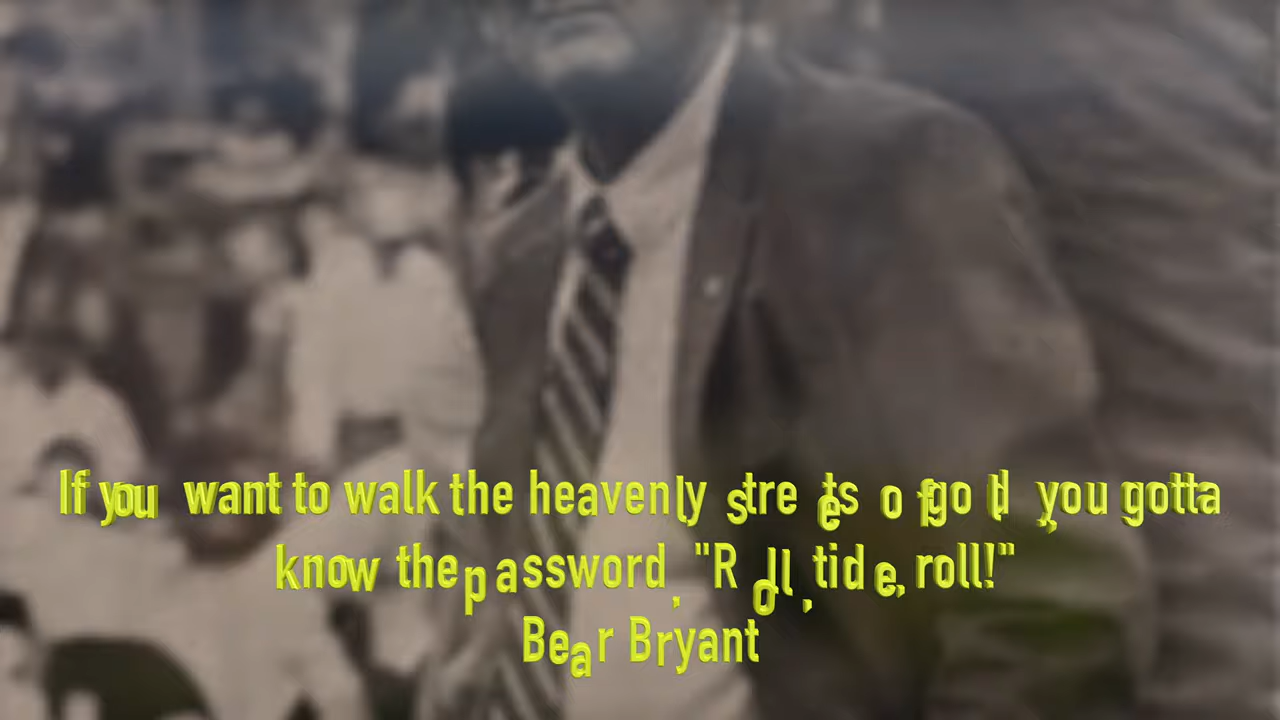 If you want to walk the heavenly streets of gold, you gotta
know the password, "Roll, tide, roll!"
Bear Bryant